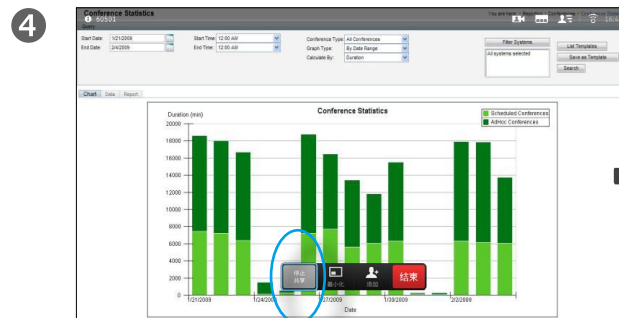 4
Conference Statistics
60501
Query
Start Date: 1/21/2009
Start Time: 12:00 AM
Conference Type: All Conferences
Filter Systems
List Templates
End Date: 2/4/2009
End Time: 12:00 AM
Graph Type: By Date Range
All systems selected
Save as Template
Calculate By: Duration
Search
Chart Data Report
Conference Statistics
Duration (min)
Scheduled Conferences
AdHoc Conferences
20000
18000
16000
14000
12000
10000
8000
6000
4000
2000
0
停止
共享
最小化
添加
结束
1/21/2009
1/24/2009
1/27/2009
1/30/2009
2/2/2009
Date